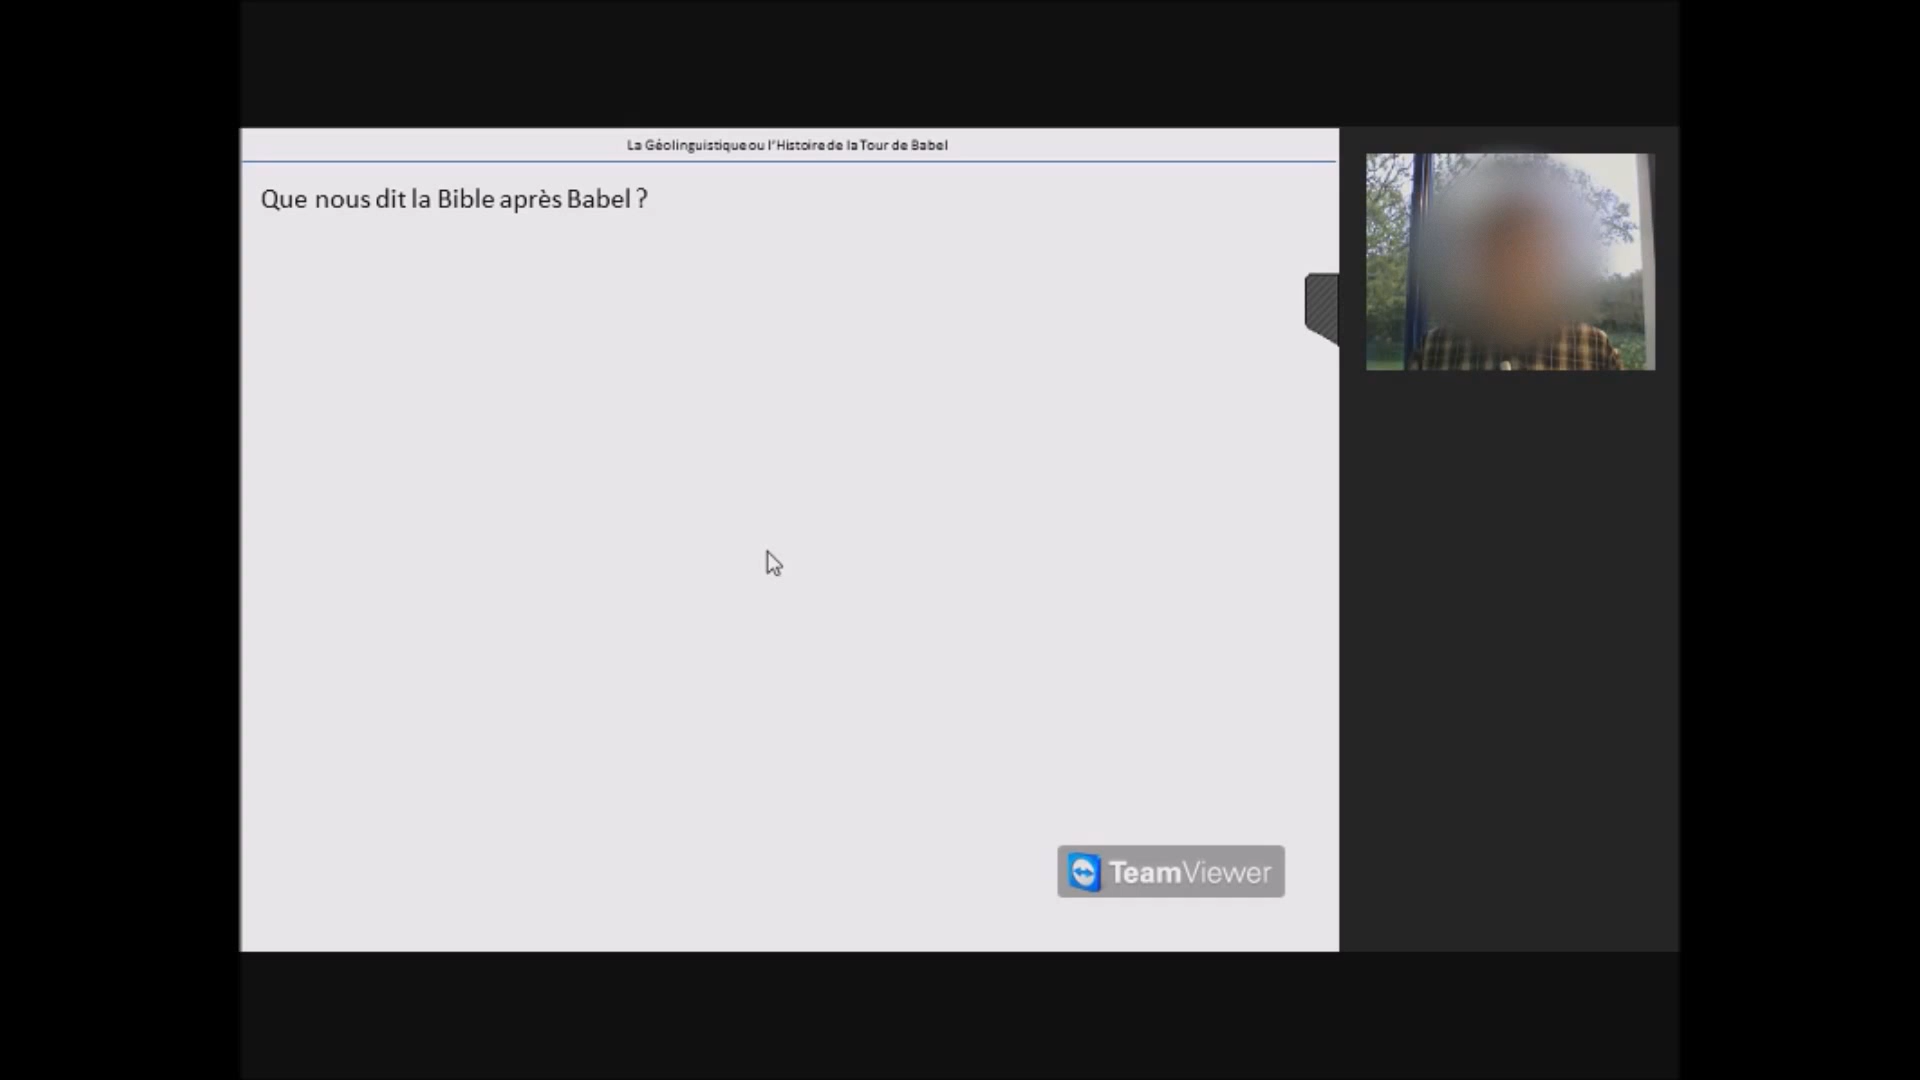 La Géolinguistique ou l'Histoire de la Tour de Babel
Que nous dit la Bible après Babel ?
TeamViewer